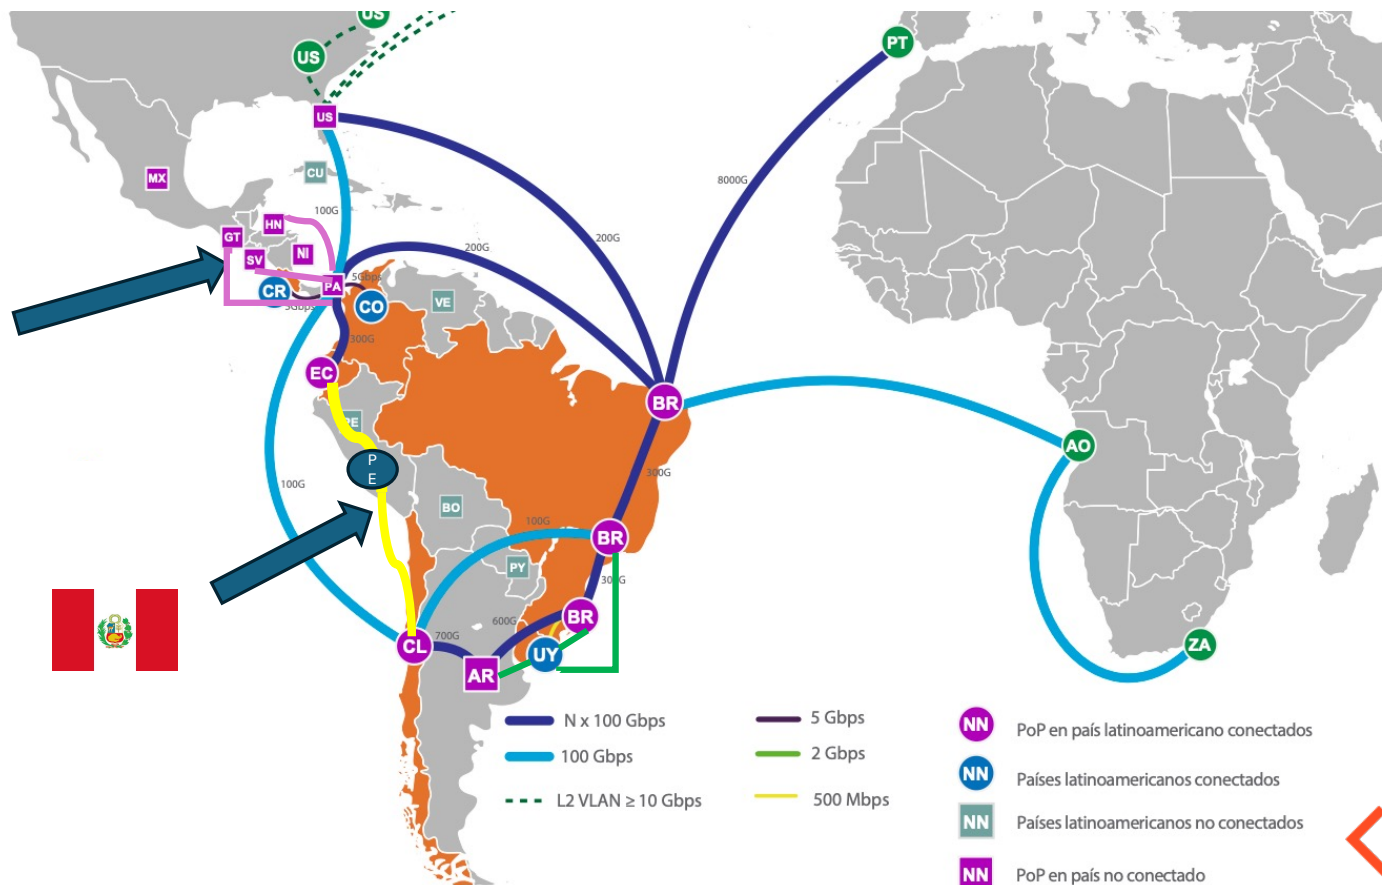 US
US
US
PT
CU
MX
8000G
HN
100G
GT
NI
200G
SV
200G
PA
5Gbps
CR
5Gbps
CO
VE
300G
EC
BR
PE
AO
P
E
300G
100G
BO
100G
BR
PY
300G
600G
BR
700G
CL
UY
ZA
AR
N x 100 Gbps
5 Gbps
NN
PoP en país latinoamericano conectados
100 Gbps
2 Gbps
NN
Países latinoamericanos conectados
L2 VLAN ≥ 10 Gbps
500 Mbps
NN
Países latinoamericanos no conectados
NN
PoP en país no conectado